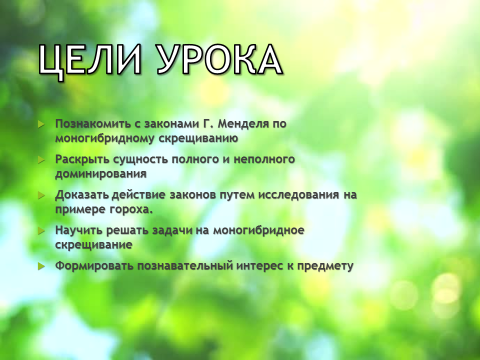 ЦЕЛИ УРОКА
Познакомить с законами Г. Менделя по
моногибридному скрещиванию
Раскрыть сущность полного и неполного
доминирования
Доказать действие законов путем исследования на
примере гороха.
Научить решать задачи на моногибридное
скрещивание
Формировать познавательный интерес к предмету